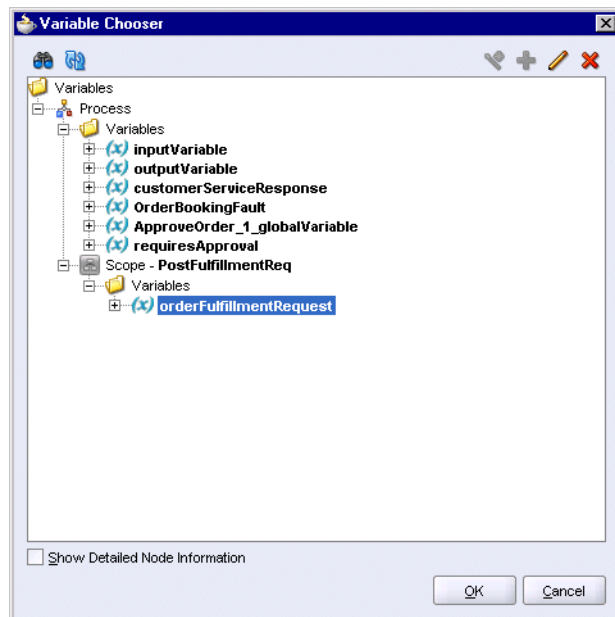 Variable Chooser
Variables
Process
Variables
(x) inputVariable
(x) outputVariable
(x) customerServiceResponse
(x) OrderBookingFault
(x) ApproveOrder_1_globalVariable
(x) requiresApproval
Scope - PostFulfillmentReq
Variables
(x) orderFulfillmentRequest
Show Detailed Node Information
OK Cancel